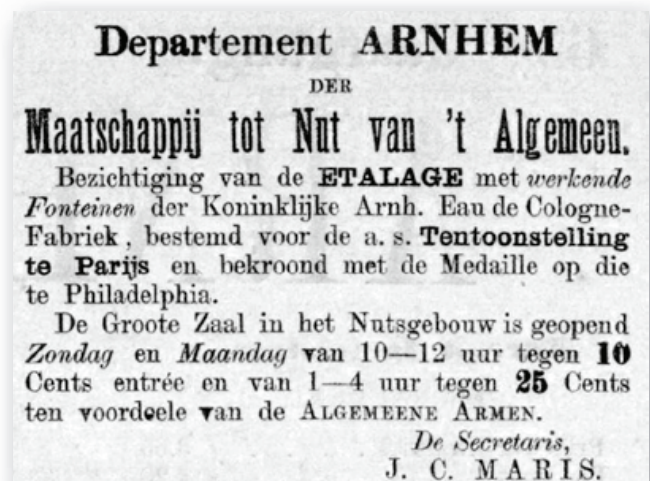 Departement ARNHEM
DER
Maatschappij tot Nut van 't Algemeen.
Bezichtiging van de ETALAGE met werkende
Fonteinen der Koninklijke Arnh. Eau de Cologne-
Fabriek, bestemd voor de a. s. Tentoonstelling
te Parijs en bekroond met de Medaille op die
te Philadelphia.
De Groote Zaal in het Nutsgebouw is geopend
Zondag en Maandag van 10—12 uur tegen 10
Cents entrée en van 1—4 uur tegen 25 Cents
ten voordeele van de ALGEMEENE ARMEN.
De Secretaris,
J. C. MARIS.